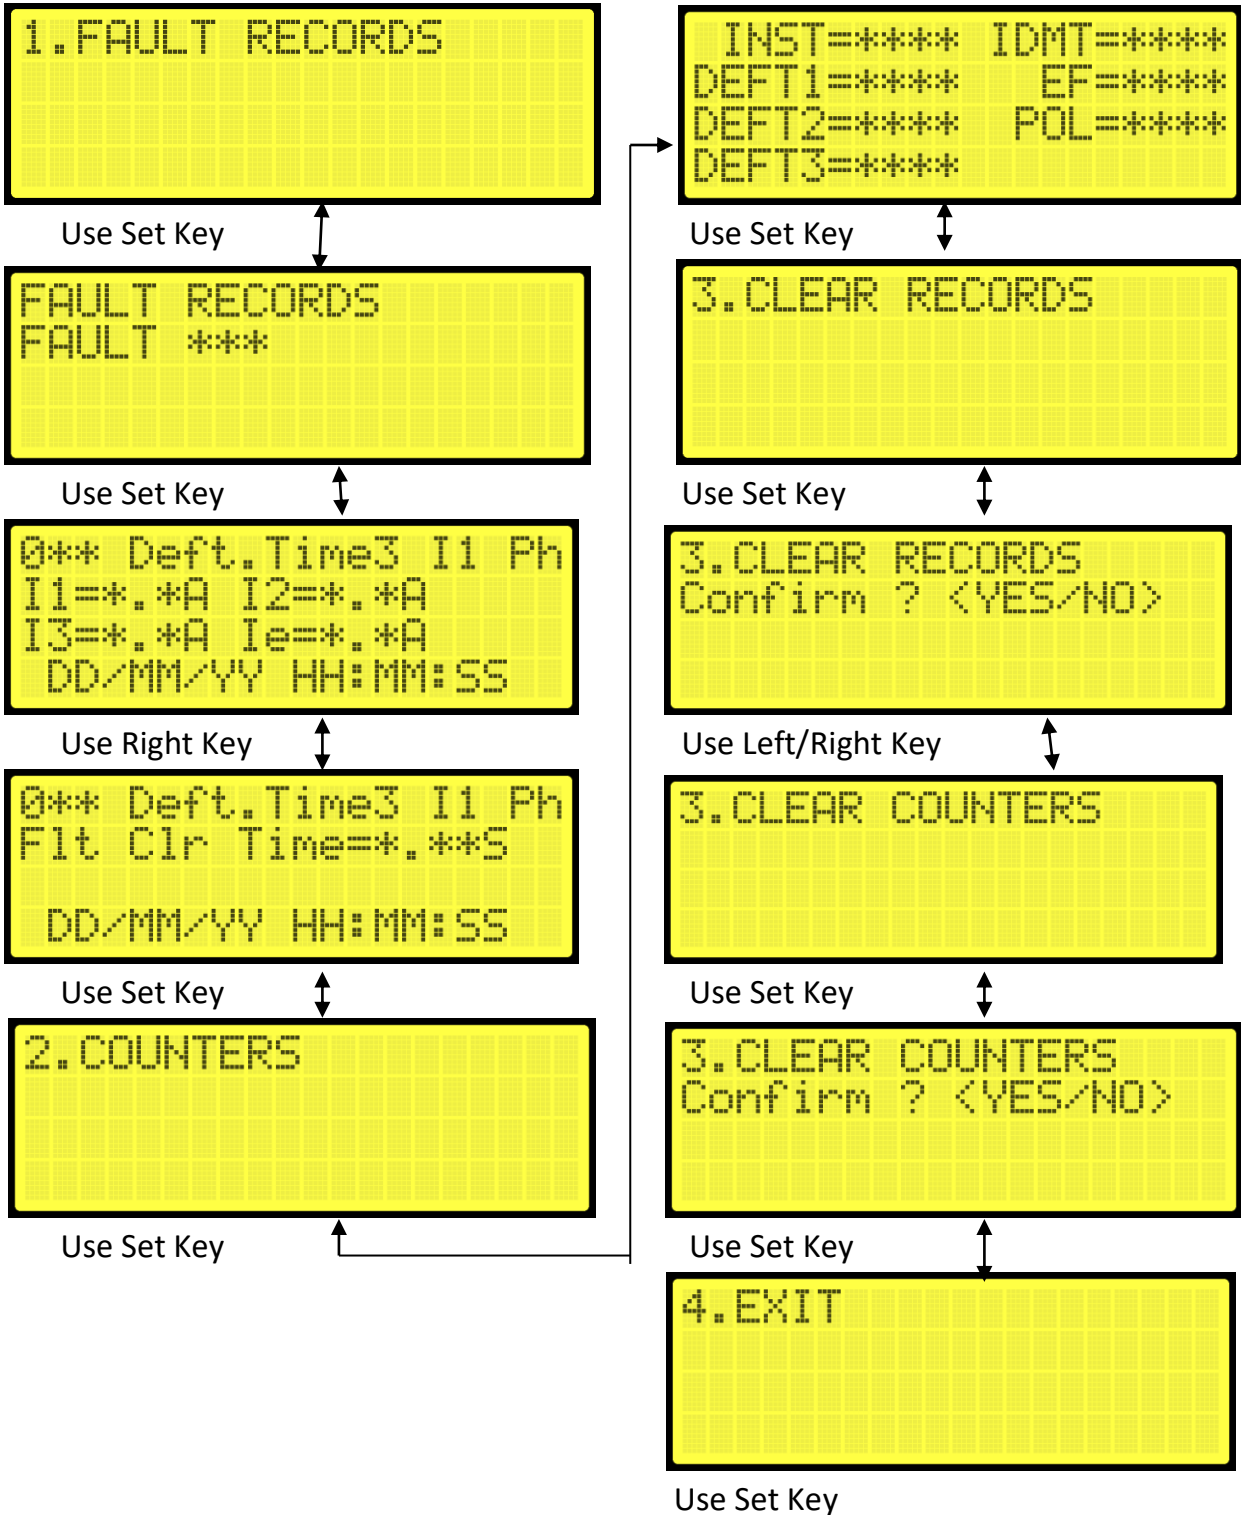 1.FAULT RECORDS
Use Set Key
FAULT RECORDS
FAULT ***
Use Set Key
0** Deft.Time3 I1 Ph
I1=*.*A I2=*.*A
I3=*.*A Ie=*.*A
DD/MM/YY HH:MM:SS
Use Right Key
0** Deft.Time3 I1 Ph
Flt Clr Time=*.**S
DD/MM/YY HH:MM:SS
Use Set Key
2.COUNTERS
Use Set Key
INST=**** IDMT=****
DEFT1=**** EF=****
DEFT2=**** POL=****
DEFT3=****
Use Set Key
3.CLEAR RECORDS
Use Set Key
3.CLEAR RECORDS
Confirm ? <YES/NO>
Use Left/Right Key
3.CLEAR COUNTERS
Use Set Key
3.CLEAR COUNTERS
Confirm ? <YES/NO>
Use Set Key
4.EXIT
Use Set Key